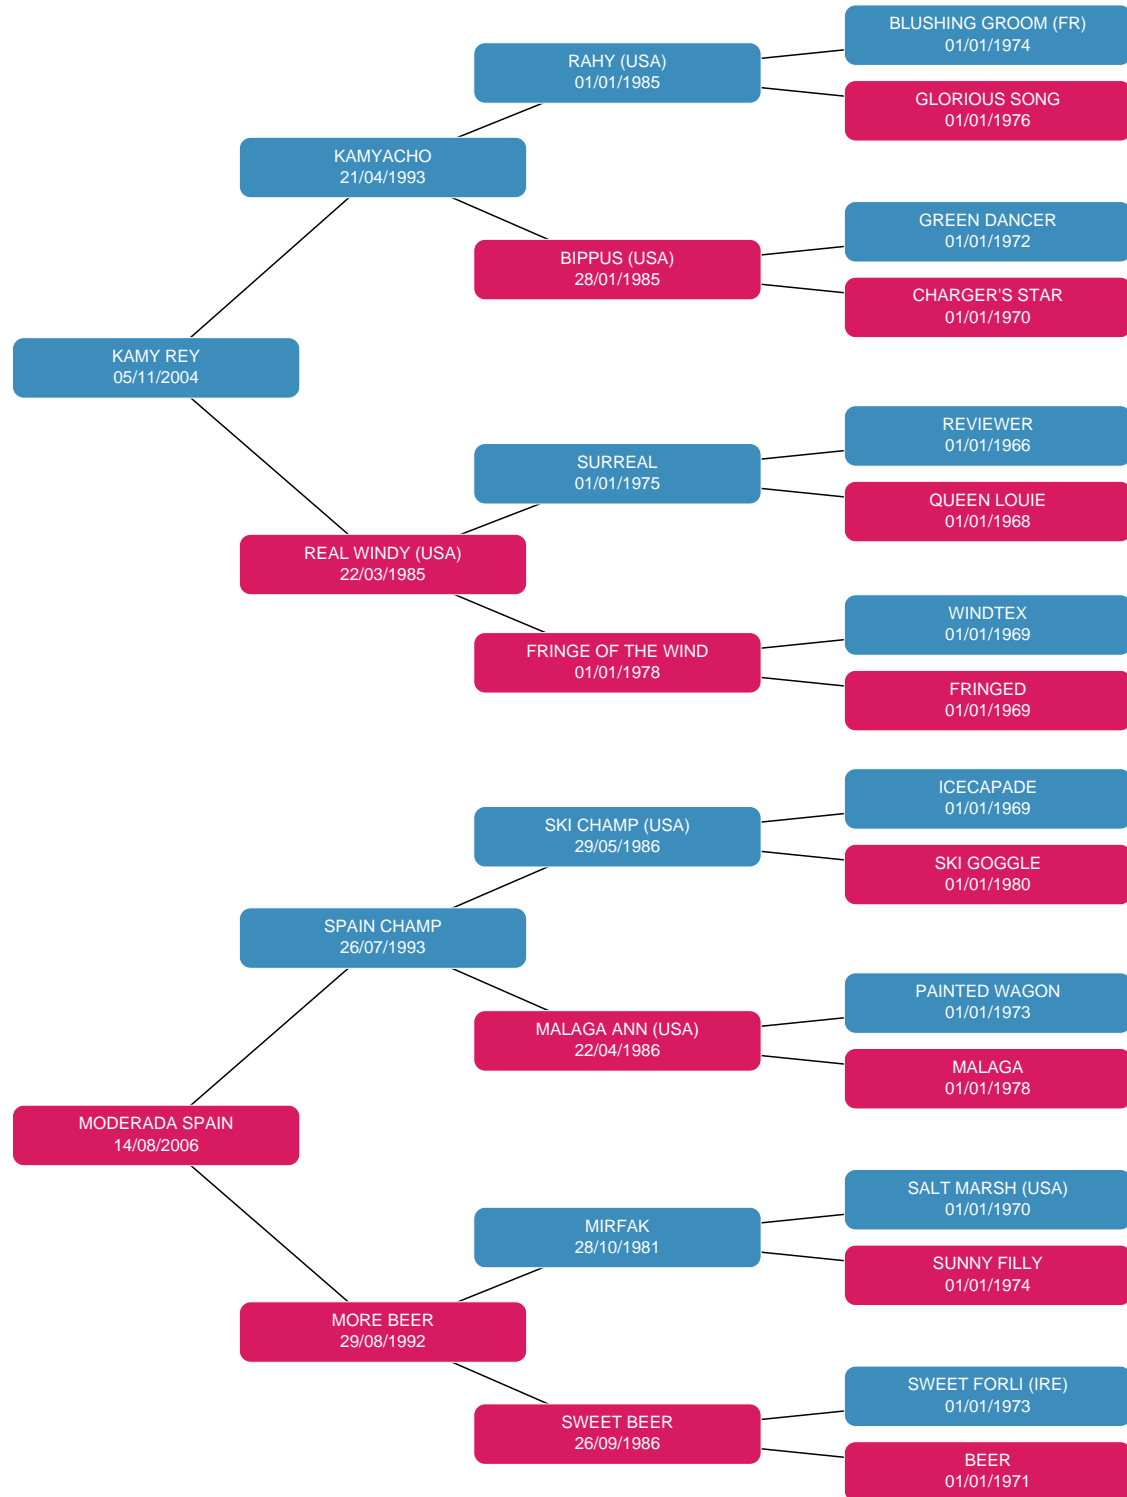 BLUSHING GROOM (FR)
01/01/1974
RAHY (USA)
01/01/1985
GLORIOUS SONG
01/01/1976
KAMYACHO
21/04/1993
GREEN DANCER
01/01/1972
BIPPUS (USA)
28/01/1985
CHARGER'S STAR
01/01/1970
KAMY REY
05/11/2004
REVIEWER
01/01/1966
SURREAL
01/01/1975
QUEEN LOUIE
01/01/1968
REAL WINDY (USA)
22/03/1985
WINDTEX
01/01/1969
FRINGE OF THE WIND
01/01/1978
FRINGED
01/01/1969
ICECAPADE
01/01/1969
SKI CHAMP (USA)
29/05/1986
SKI GOGGLE
01/01/1980
SPAIN CHAMP
26/07/1993
PAINTED WAGON
01/01/1973
MALAGA ANN (USA)
22/04/1986
MALAGA
01/01/1978
MODERADA SPAIN
14/08/2006
SALT MARSH (USA)
01/01/1970
MIRFAK
28/10/1981
SUNNY FILLY
01/01/1974
MORE BEER
29/08/1992
SWEET FORLI (IRE)
01/01/1973
SWEET BEER
26/09/1986
BEER
01/01/1971